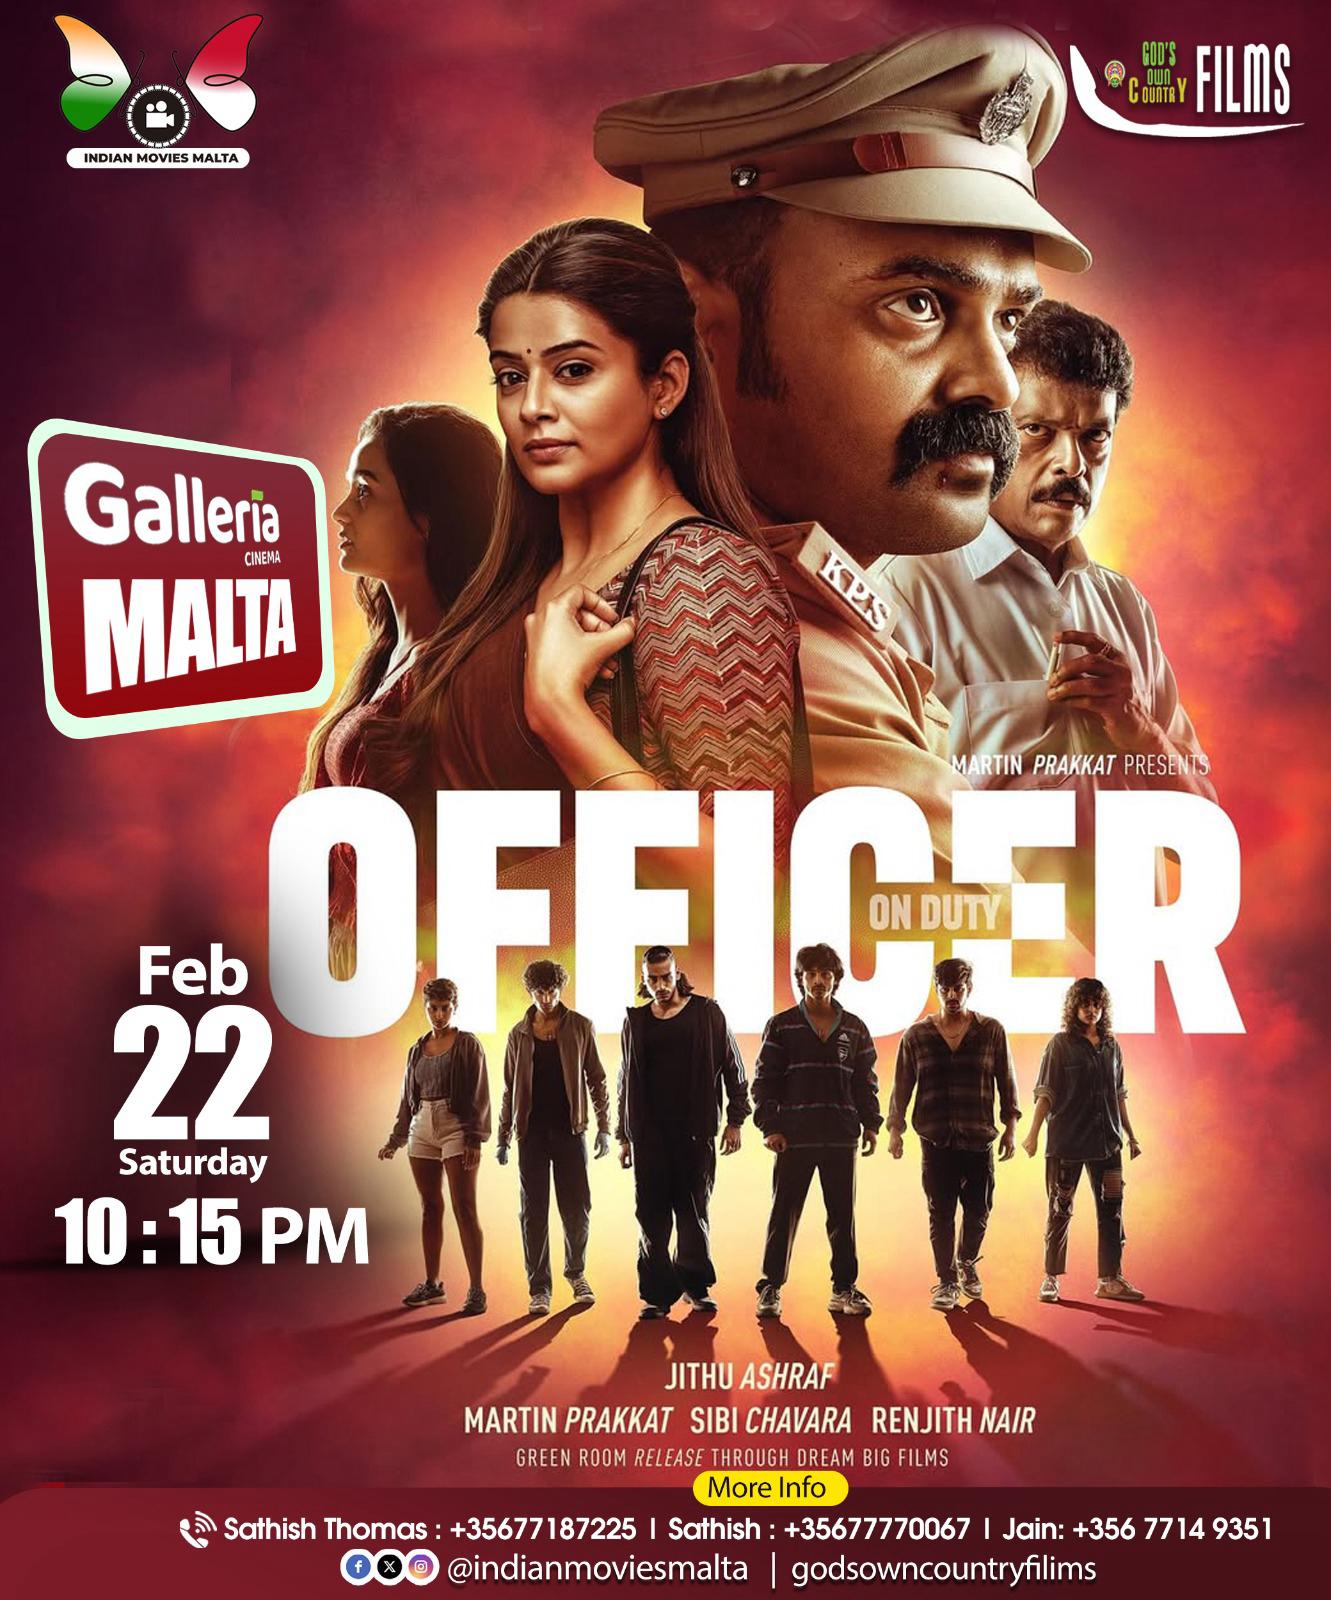 INDIAN MOVIES MALTA
GOD'S
OWN
COUNTRY
FILMS
Galleria
CINEMA
MALTA
KPS
MARTIN PRAKKAT PRESENTS
OFFICER
ON DUTY
Feb
22
Saturday
10 : 15 PM
JITHU ASHRAF
MARTIN PRAKKAT SIBI CHAVARA RENJITH NAIR
GREEN ROOM RELEASE THROUGH DREAM BIG FILMS
More Info
Sathish Thomas : +35677187225 | Sathish : +35677770067 | Jain: +356 7714 9351
@indianmoviesmalta | godsowncountryfilims